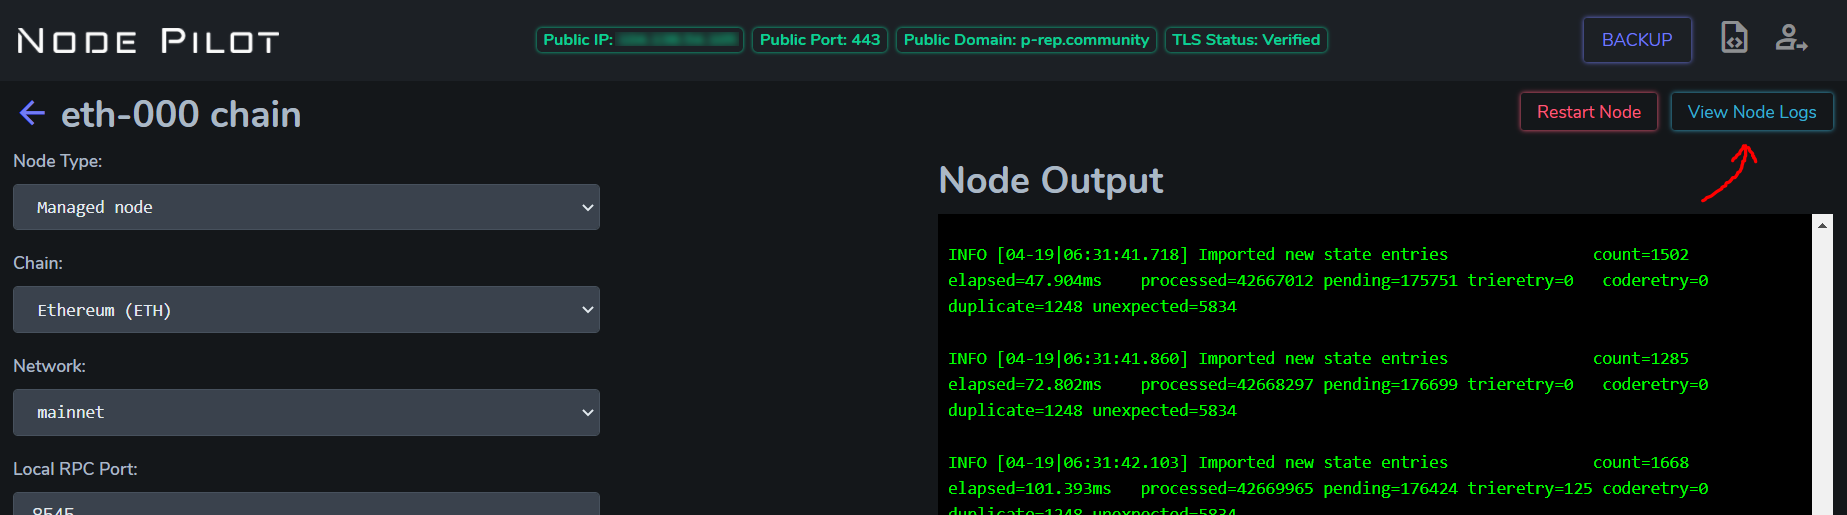 NODE PILOT
Public IP:
Public Port: 443
Public Domain: p-rep.community
TLS Status: Verified
BACKUP
eth-000 chain
Restart Node
View Node Logs
Node Type:
Managed node
Chain:
Ethereum (ETH)
Network:
mainnet
Local RPC Port:
8545
Node Output
INFO [04-19|06:31:41.718] Imported new state entries count=1502
elapsed=47.904ms processed=42667012 pending=175751 trieretry=0 coderetry=0
duplicate=1248 unexpected=5834
INFO [04-19|06:31:41.860] Imported new state entries count=1285
elapsed=72.802ms processed=42668297 pending=176699 trieretry=0 coderetry=0
duplicate=1248 unexpected=5834
INFO [04-19|06:31:42.103] Imported new state entries count=1668
elapsed=101.393ms processed=42669965 pending=176424 trieretry=125 coderetry=0
duplicate=1248 unexpected=5834